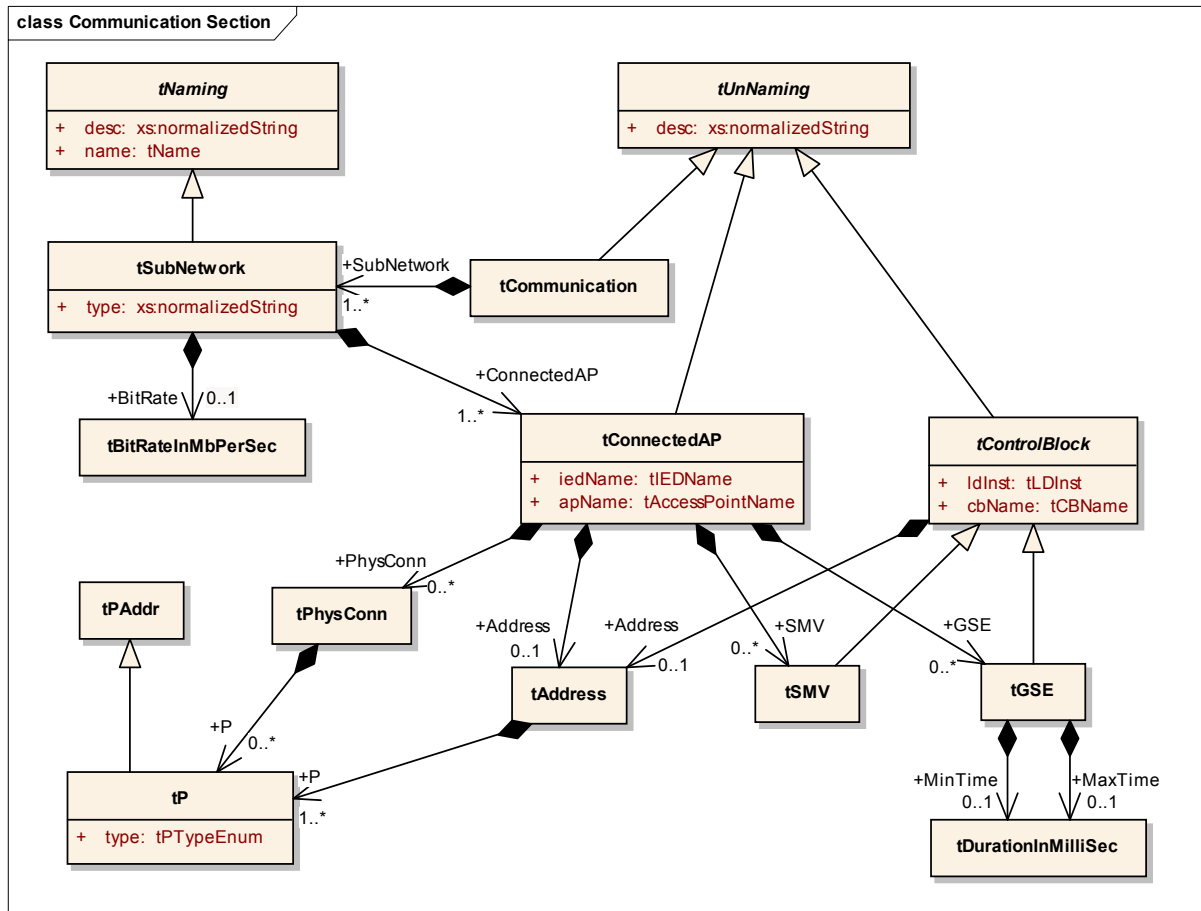 class Communication Section
tNaming
+ desc: xs:normalizedString
+ name: tName
tUnNaming
+ desc: xs:normalizedString
tSubNetwork
+ type: xs:normalizedString
+SubNetwork
1..*
tCommunication
+BitRate
0..1
tBitRateInMbPerSec
+ConnectedAP
1..*
tConnectedAP
+ iedName: tIEDName
+ apName: tAccessPointName
tControlBlock
+ ldInst: tLDInst
+ cbName: tCBName
+PhysConn
0..*
tPAddr
tPhysConn
+Address
0..1
+Address
0..1
+SMV
0..*
+GSE
0..*
tAddress
tSMV
tGSE
+P
0..*
+P
1..*
tP
+ type: tPTypeEnum
+MinTime
0..1
+MaxTime
0..1
tDurationInMilliSec